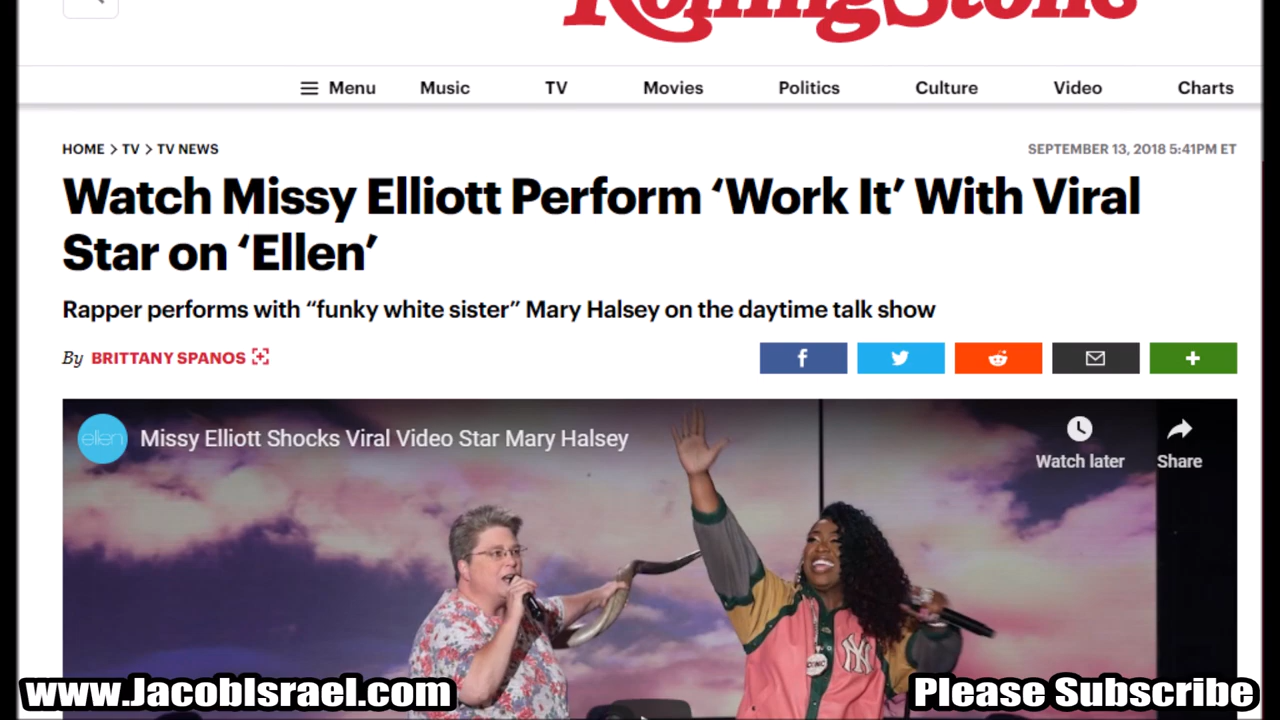 Rolling Stone
Menu Music TV Movies Politics Culture Video Charts
HOME > TV > TV NEWS
SEPTEMBER 13, 2018 5:41PM ET
Watch Missy Elliott Perform ‘Work It’ With Viral
Star on ‘Ellen’
Rapper performs with “funky white sister” Mary Halsey on the daytime talk show
By BRITTANY SPANOS
ellen
Missy Elliott Shocks Viral Video Star Mary Halsey
Watch later
Share
NY
www.JacobIsrael.com
Please Subscribe